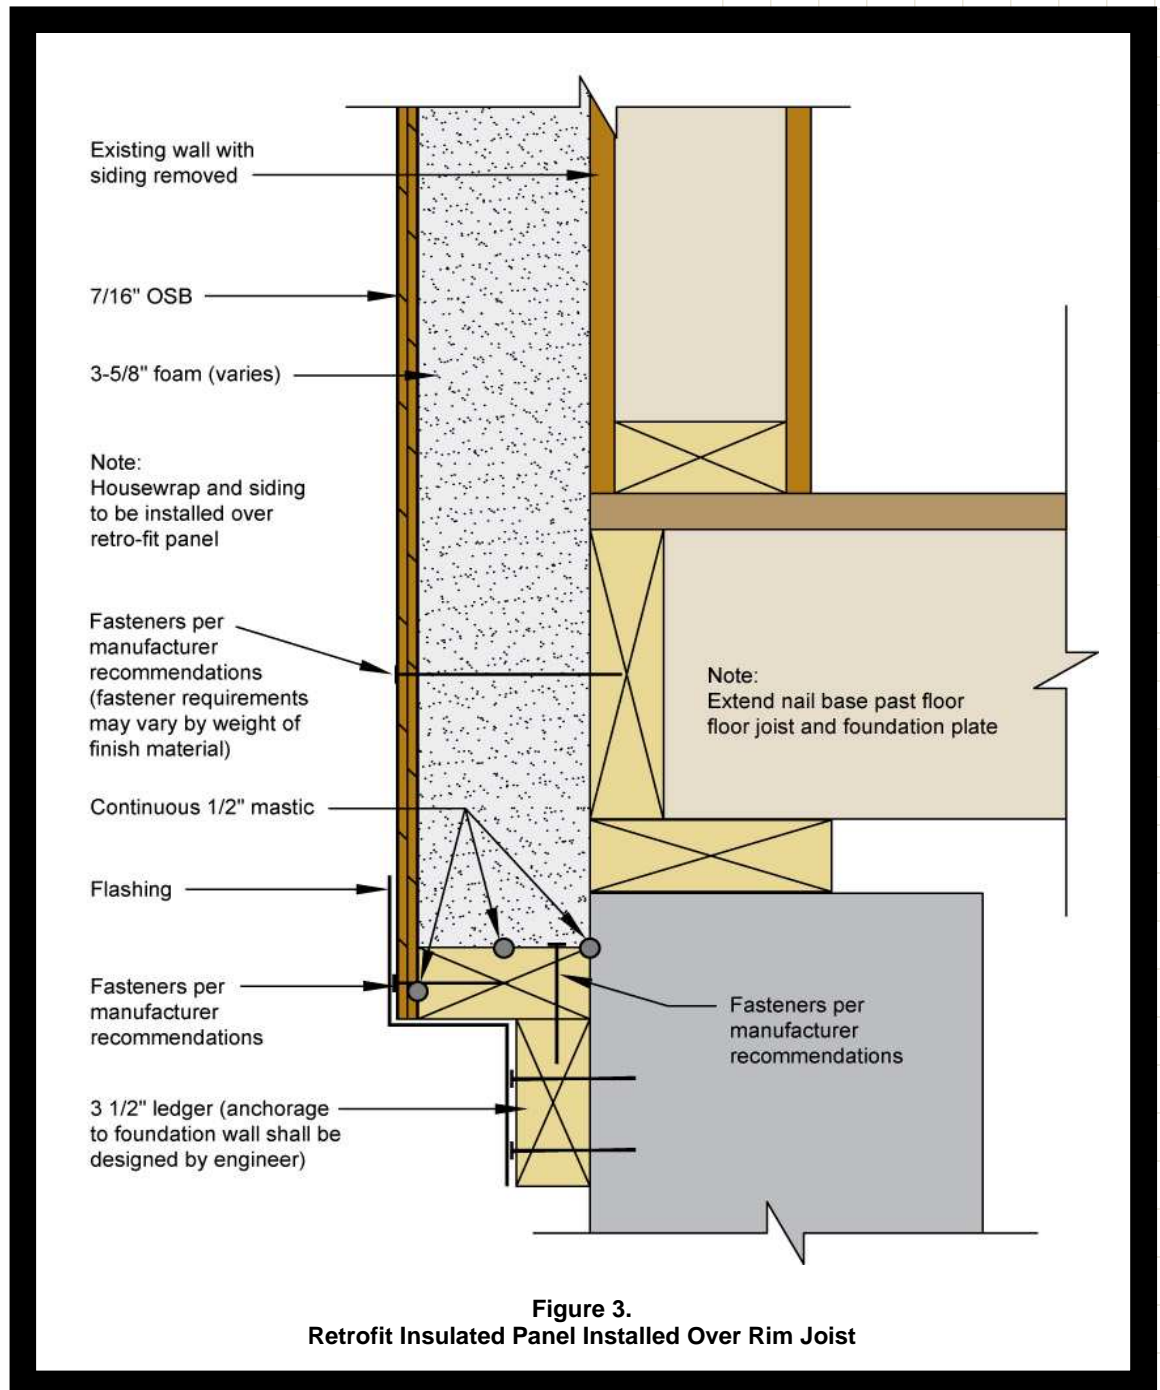 Existing wall with
siding removed
7/16" OSB
3-5/8" foam (varies)
Note:
Housewrap and siding
to be installed over
retro-fit panel
Fasteners per
manufacturer
recommendations
(fastener requirements
may vary by weight of
finish material)
Note:
Extend nail base past floor
floor joist and foundation plate
Continuous 1/2" mastic
Flashing
Fasteners per
manufacturer
recommendations
Fasteners per
manufacturer
recommendations
3 1/2" ledger (anchorage
to foundation wall shall be
designed by engineer)
Figure 3.
Retrofit Insulated Panel Installed Over Rim Joist